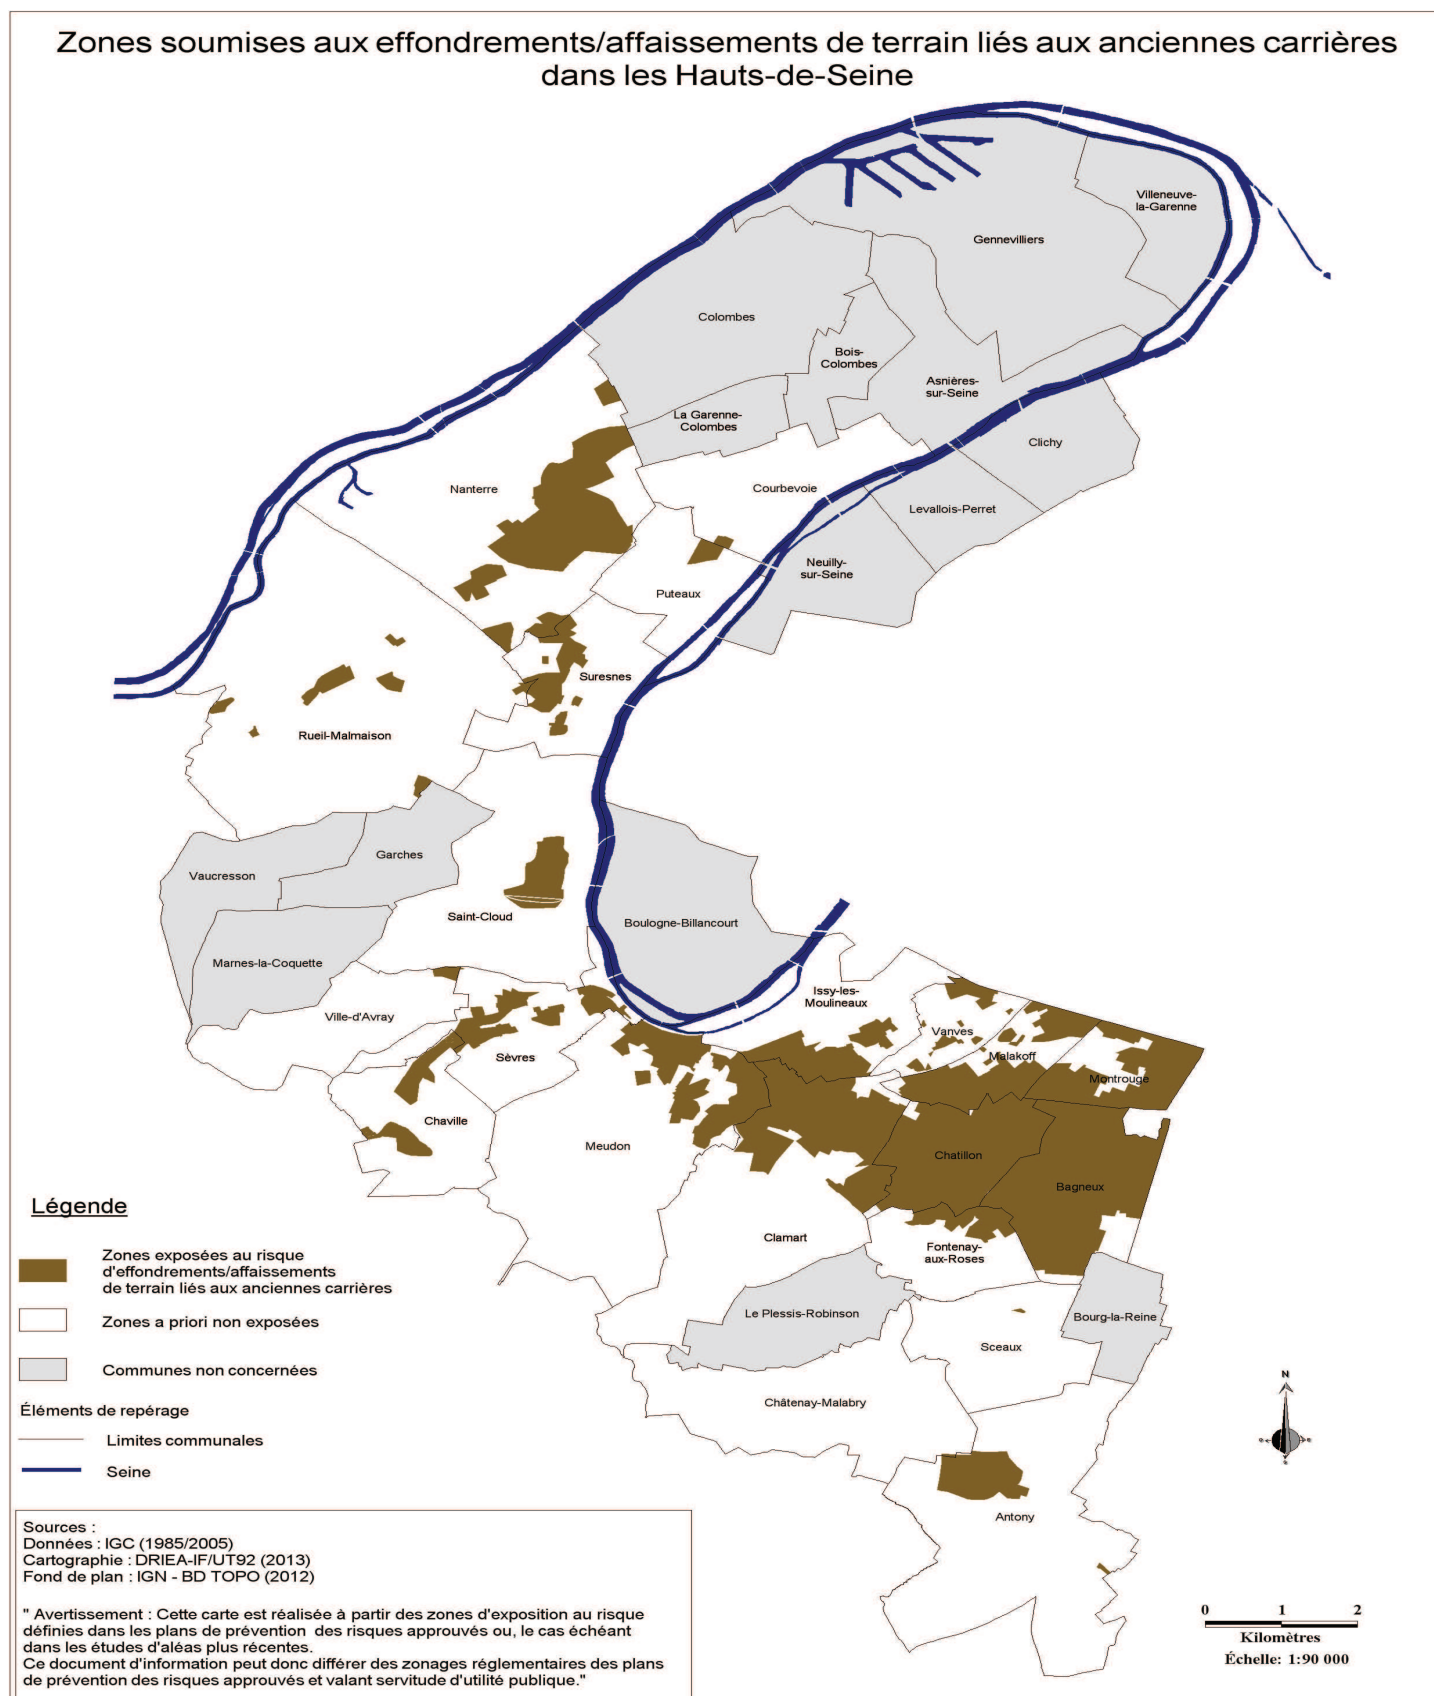 Zones soumises aux effondrements/affaissements de terrain liés aux anciennes carrières
dans les Hauts-de-Seine
Villeneuve-
la-Garenne
Gennevilliers
Colombes
Bois-
Colombes
Asnières-
sur-Seine
La Garenne-
Colombes
Clichy
Nanterre
Courbevoie
Levallois-Perret
Neuilly-
sur-Seine
Puteaux
Suresnes
Rueil-Malmaison
Garches
Vaucresson
Saint-Cloud
Boulogne-Billancourt
Marnes-la-Coquette
Issy-les-
Moulineaux
Ville-d'Avray
Vanves
Sèvres
Malakoff
Montrouge
Chaville
Meudon
Chatillon
Bagneux
Clamart
Fontenay-
aux-Roses
Le Plessis-Robinson
Bourg-la-Reine
Sceaux
Châtenay-Malabry
Antony
Légende
Zones exposées au risque
d'effondrements/affaissements
de terrain liés aux anciennes carrières
Zones a priori non exposées
Communes non concernées
Éléments de repérage
Limites communales
Seine
N
Sources :
Données : IGC (1985/2005)
Cartographie : DRIEA-IF/UT92 (2013)
Fond de plan : IGN - BD TOPO (2012)
" Avertissement : Cette carte est réalisée à partir des zones d'exposition au risque
définies dans les plans de prévention des risques approuvés ou, le cas échéant
dans les études d'aléas plus récentes.
Ce document d'information peut donc différer des zonages réglementaires des plans
de prévention des risques approuvés et valant servitude d'utilité publique."
0 1 2
Kilomètres
Échelle: 1:90 000